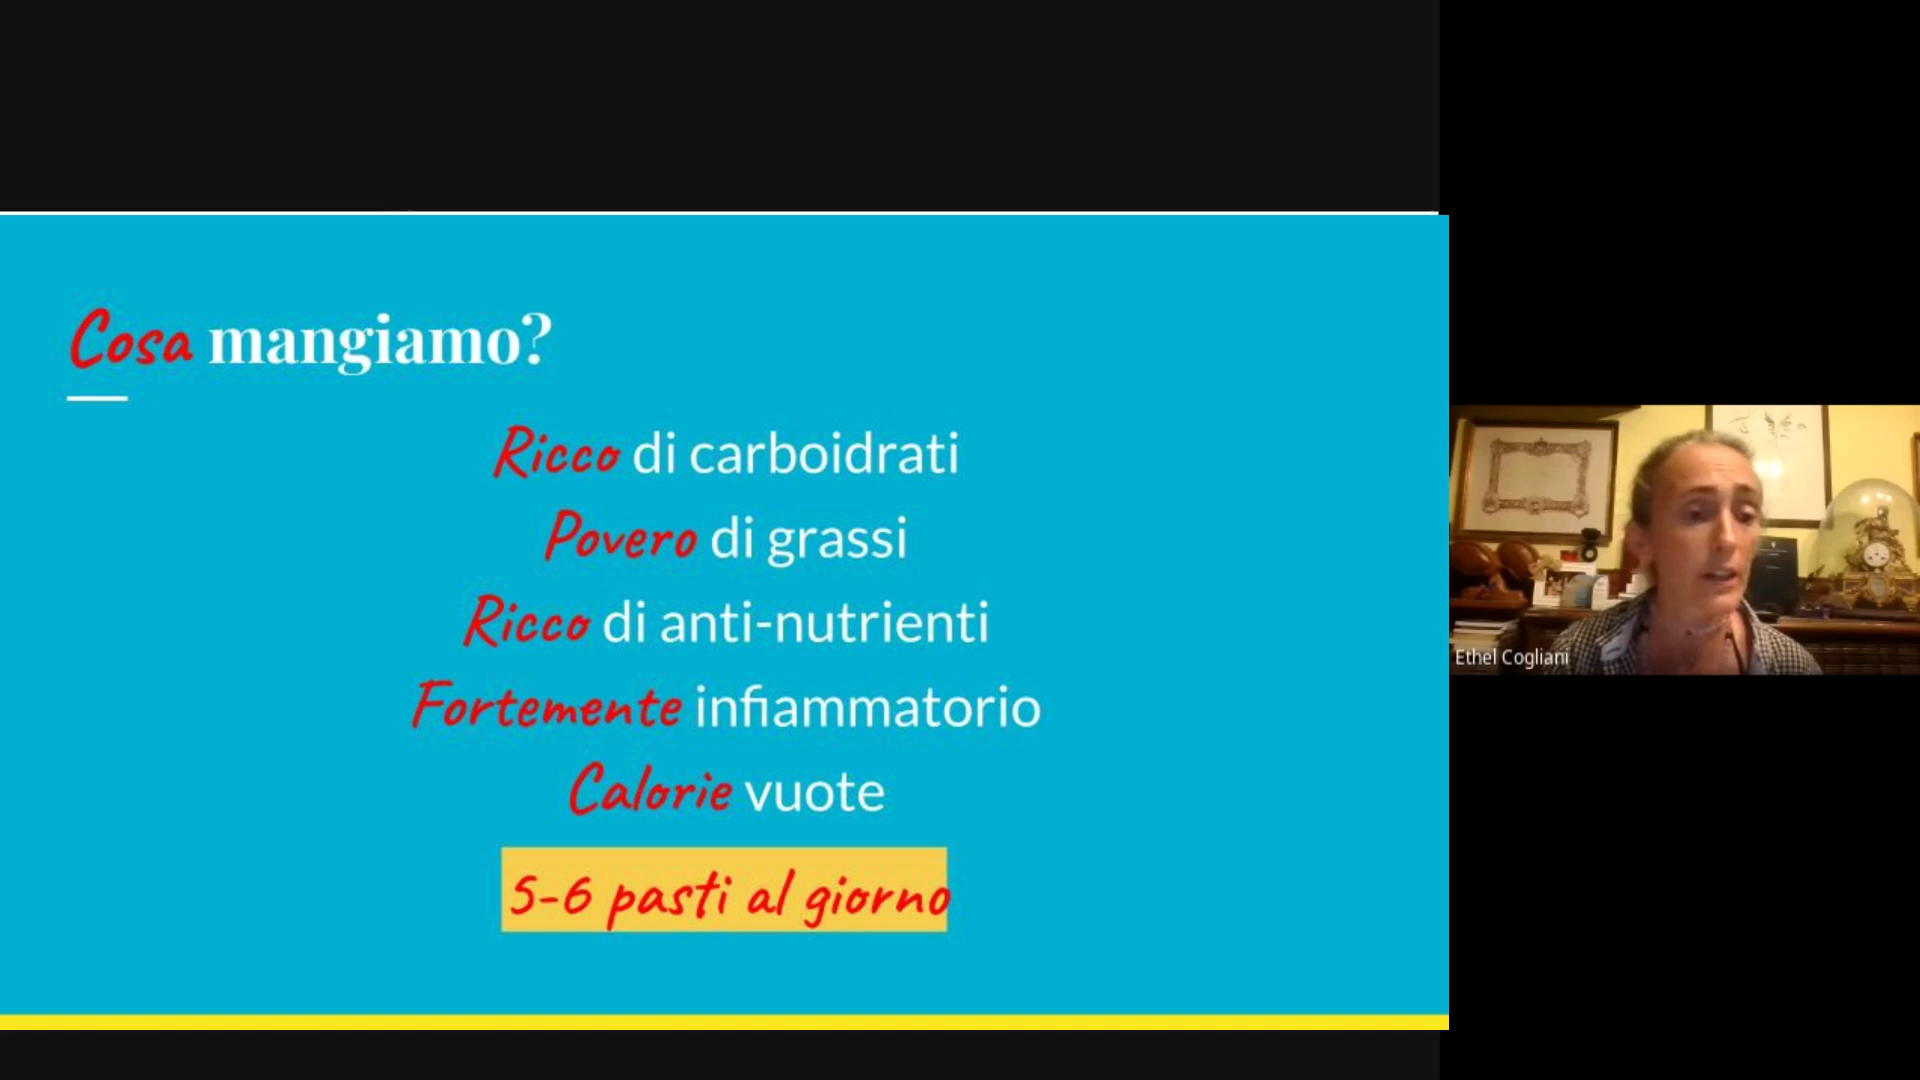 Cosa mangiamo?
Ricco di carboidrati
Povero di grassi
Ricco di anti-nutrienti
Fortemente infiammatorio
Calorie vuote
5-6 pasti al giorno
Ethel Cogliani